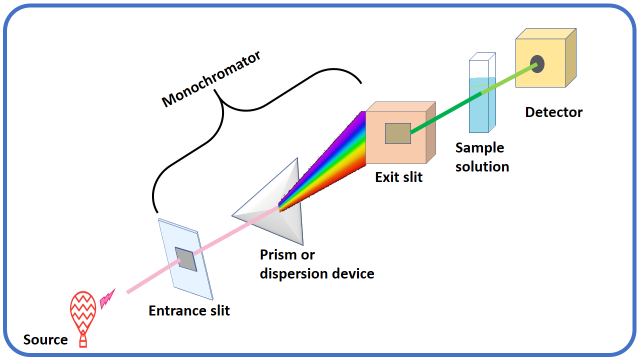 Monochromator
Detector
Sample
solution
Exit slit
Prism or
dispersion device
Entrance slit
Source